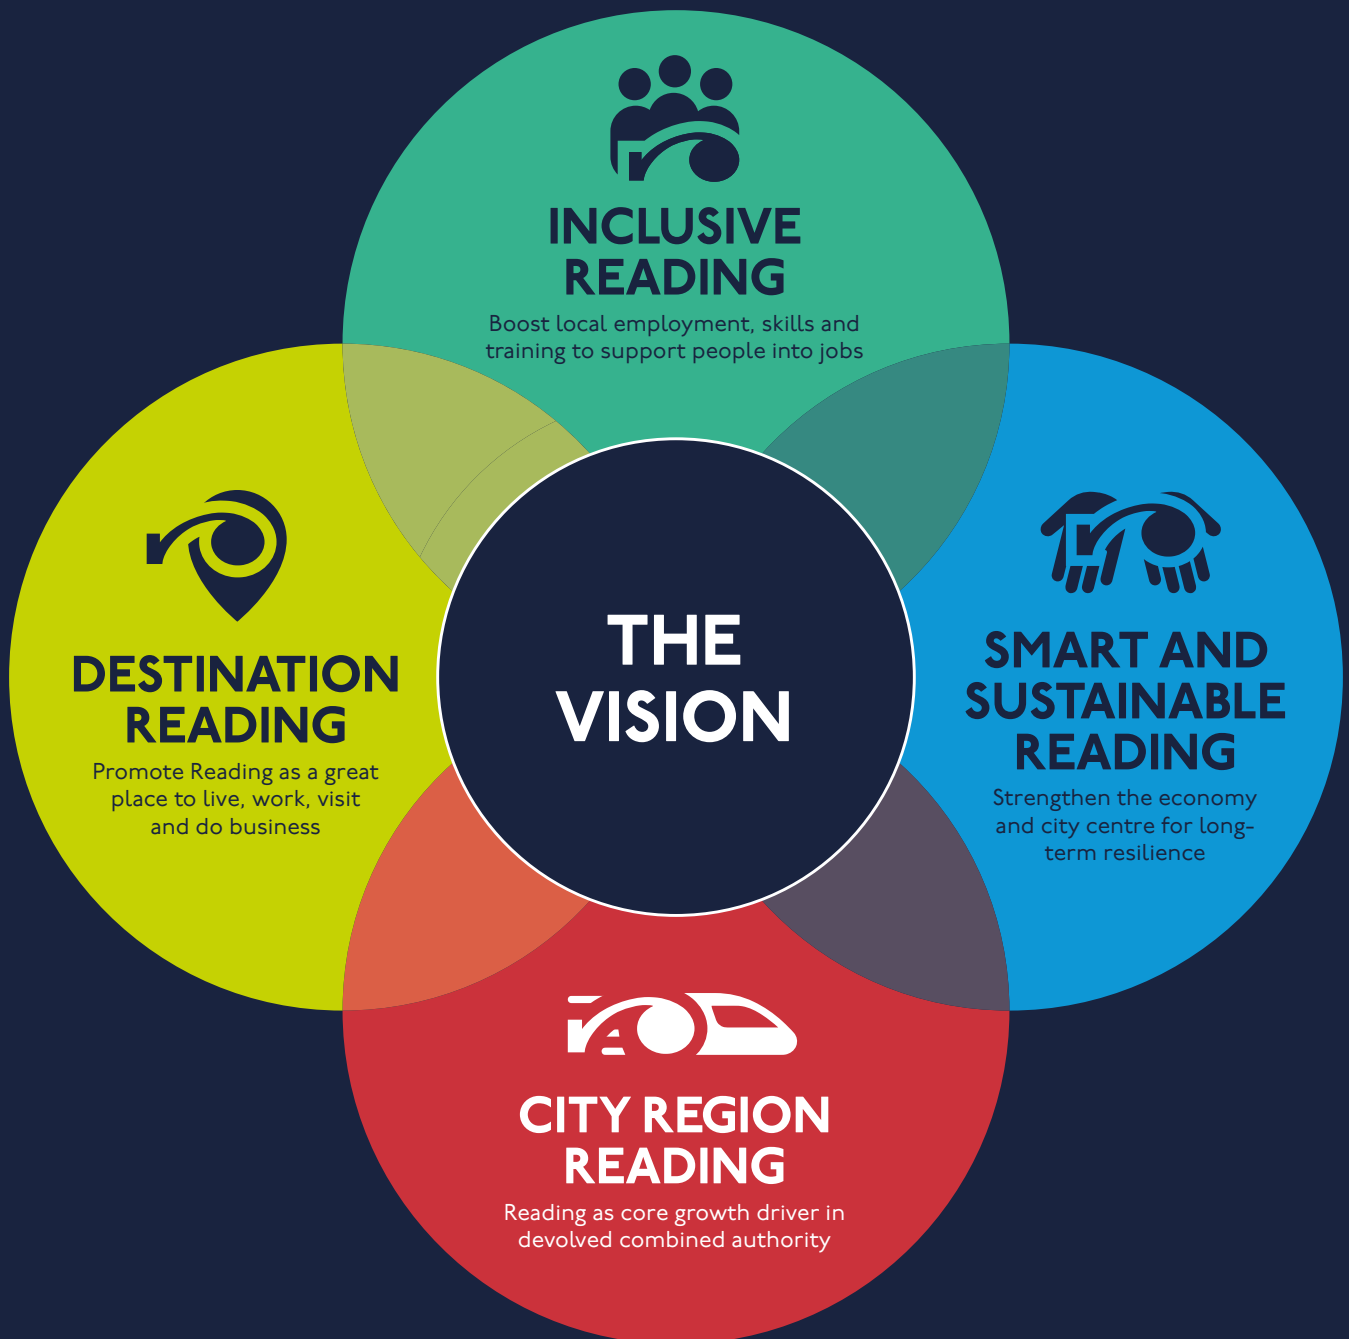 INCLUSIVE
READING
Boost local employment, skills and
training to support people into jobs
DESTINATION
READING
Promote Reading as a great
place to live, work, visit
and do business
THE
VISION
SMART AND
SUSTAINABLE
READING
Strengthen the economy
and city centre for long-
term resilience
CITY REGION
READING
Reading as core growth driver in
devolved combined authority